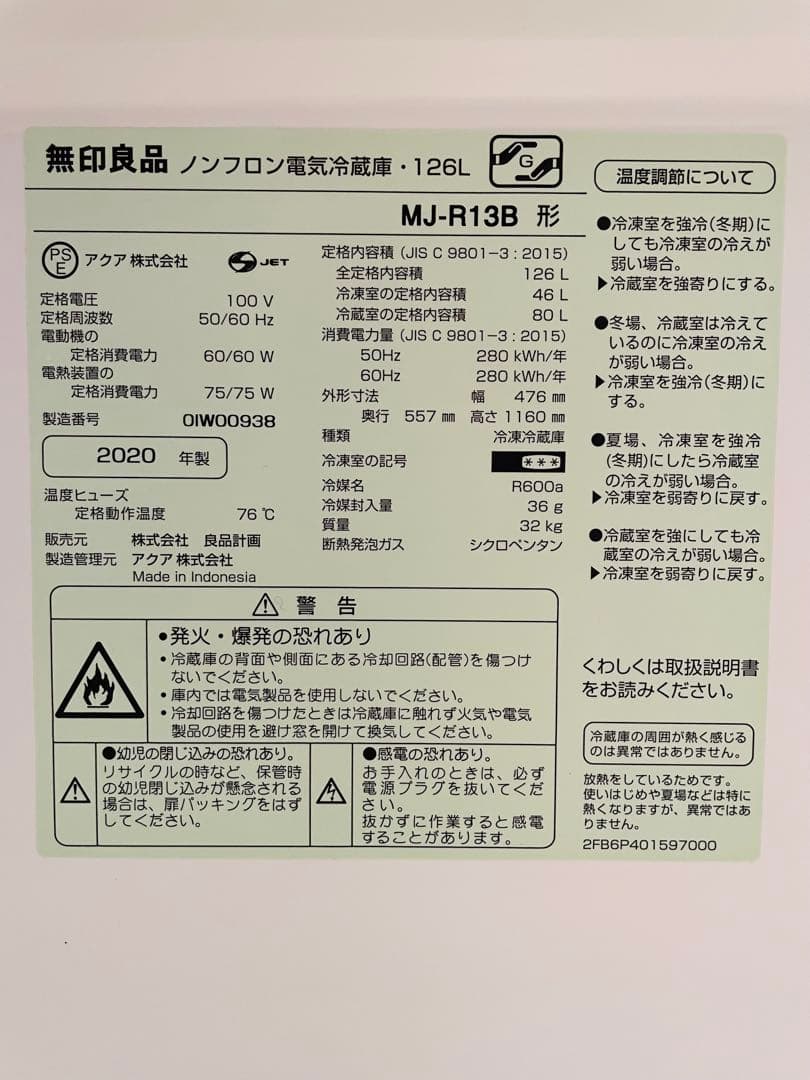 無印良品 ノンフロン電気冷蔵庫・126L
G
MJ-R13B 形
PS
E
アクア株式会社
JET
定格電圧 100 V
定格周波数 50/60 Hz
電動機の
定格消費電力 60/60 W
電熱装置の
定格消費電力 75/75 W
製造番号 0IW00938
2020 年製
温度ヒューズ
定格動作温度 76 ℃
販売元 株式会社 良品計画
製造管理元 アクア株式会社
Made in Indonesia
定格内容積 (JIS C 9801-3 : 2015)
全定格内容積 126 L
冷凍室の定格内容積 46 L
冷蔵室の定格内容積 80 L
消費電力量 (JIS C 9801-3 : 2015)
50Hz 280 kWh/年
60Hz 280 kWh/年
外形寸法 幅 476 mm
奥行 557 mm 高さ 1160 mm
種類 冷凍冷蔵庫
冷凍室の記号 ***
冷媒名 R600a
冷媒封入量 36 g
質量 32 kg
断熱発泡ガス シクロペンタン
警告
●発火・爆発の恐れあり
・冷蔵庫の背面や側面にある冷却回路(配管)を傷つけ
ないでください。
・庫内では電気製品を使用しないでください。
・冷却回路を傷つけたときは冷蔵庫に触れず火気や電気
製品の使用を避け窓を開けて換気してください。
●幼児の閉じ込みの恐れあり。
リサイクルの時など、保管時
の幼児閉じ込みが懸念される
場合は、扉パッキングをはず
してください。
●感電の恐れあり。
お手入れのときは、必ず
電源プラグを抜いてくだ
さい。
抜かずに作業すると感電
することがあります。
温度調節について
●冷凍室を強冷(冬期)に
しても冷凍室の冷えが
弱い場合。
▶冷蔵室を強寄りにする。
●冬場、冷蔵室は冷えて
いるのに冷凍室の冷え
が弱い場合。
▶冷凍室を強冷(冬期)に
する。
●夏場、冷凍室を強冷
(冬期)にしたら冷蔵室
の冷えが弱い場合。
▶冷凍室を弱寄りに戻す。
●冷蔵室を強にしても冷
蔵室の冷えが弱い場合。
▶冷凍室を弱寄りに戻す。
くわしくは取扱説明書
をお読みください。
冷蔵庫の周囲が熱く感じる
のは異常ではありません。
放熱をしているためです。
使いはじめや夏場などは特に
熱くなりますが、異常ではあ
りません。
2FB6P401597000